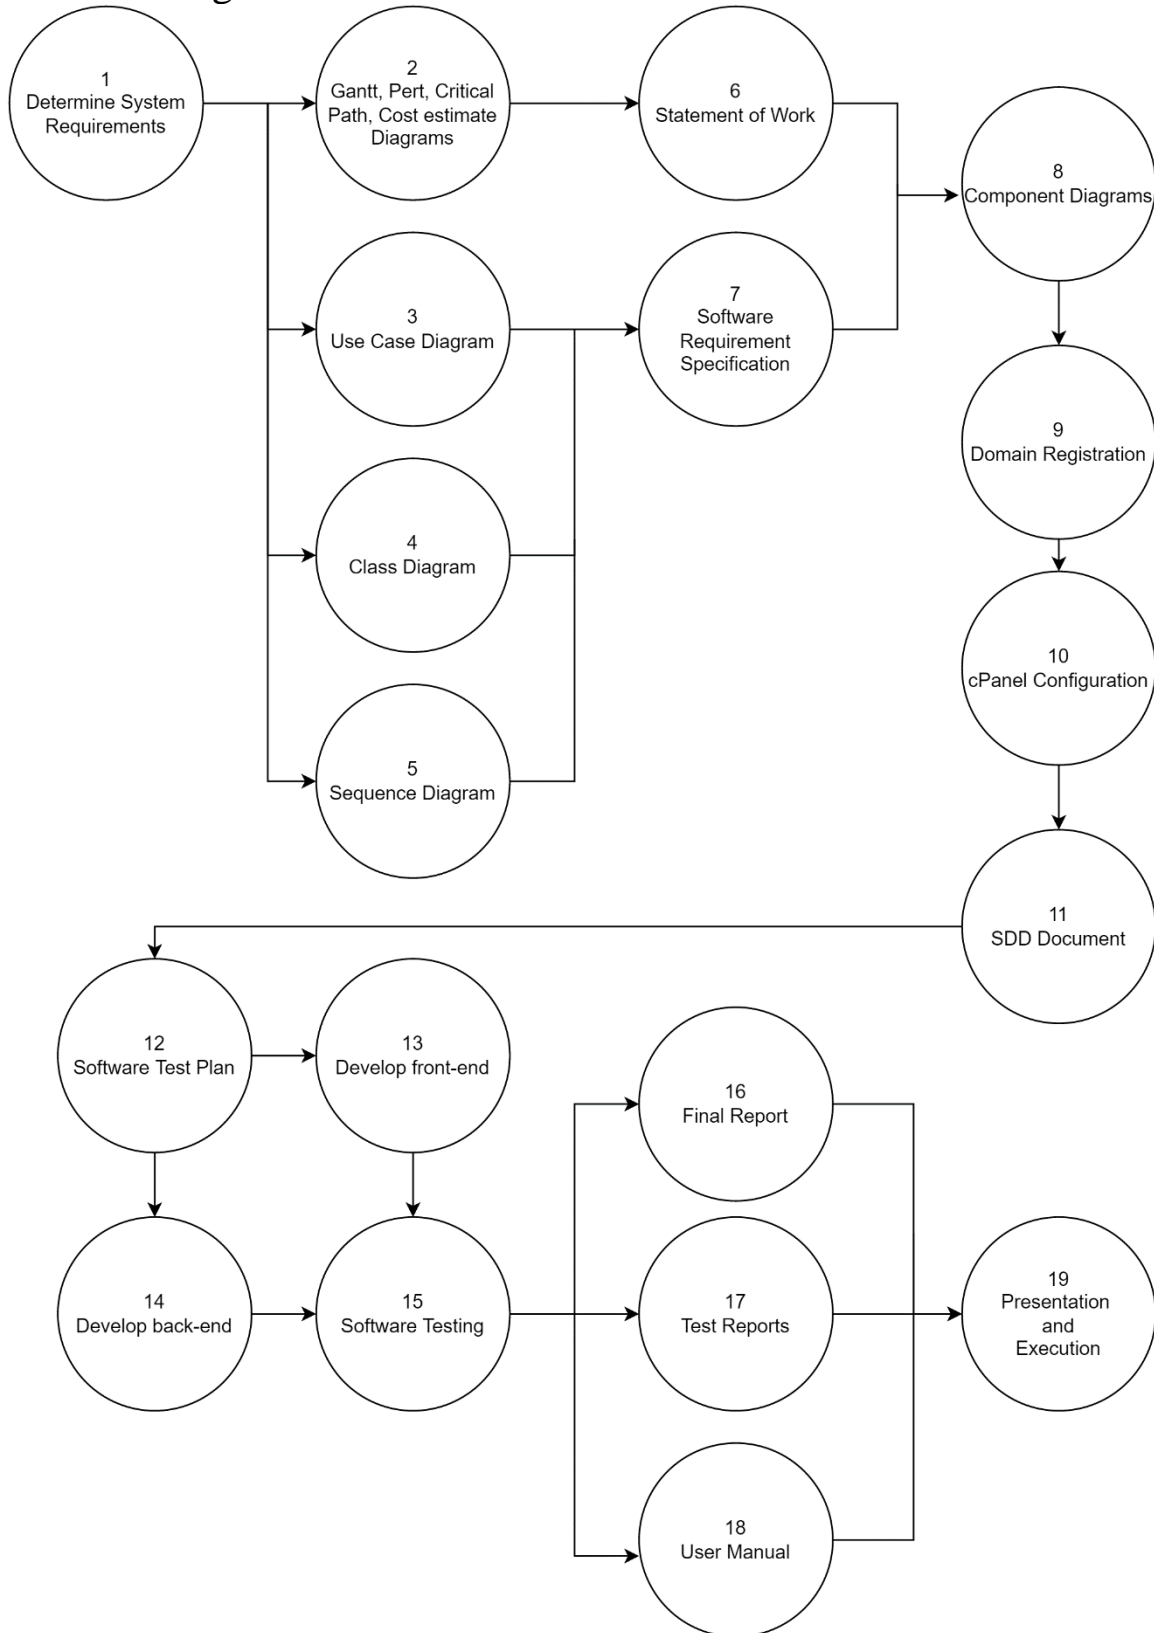 1
Determine System
Requirements
2
Gantt, Pert, Critical
Path, Cost estimate
Diagrams
6
Statement of Work
8
Component Diagrams
3
Use Case Diagram
7
Software
Requirement
Specification
9
Domain Registration
4
Class Diagram
10
cPanel Configuration
5
Sequence Diagram
11
SDD Document
12
Software Test Plan
13
Develop front-end
16
Final Report
14
Develop back-end
15
Software Testing
17
Test Reports
19
Presentation
and
Execution
18
User Manual